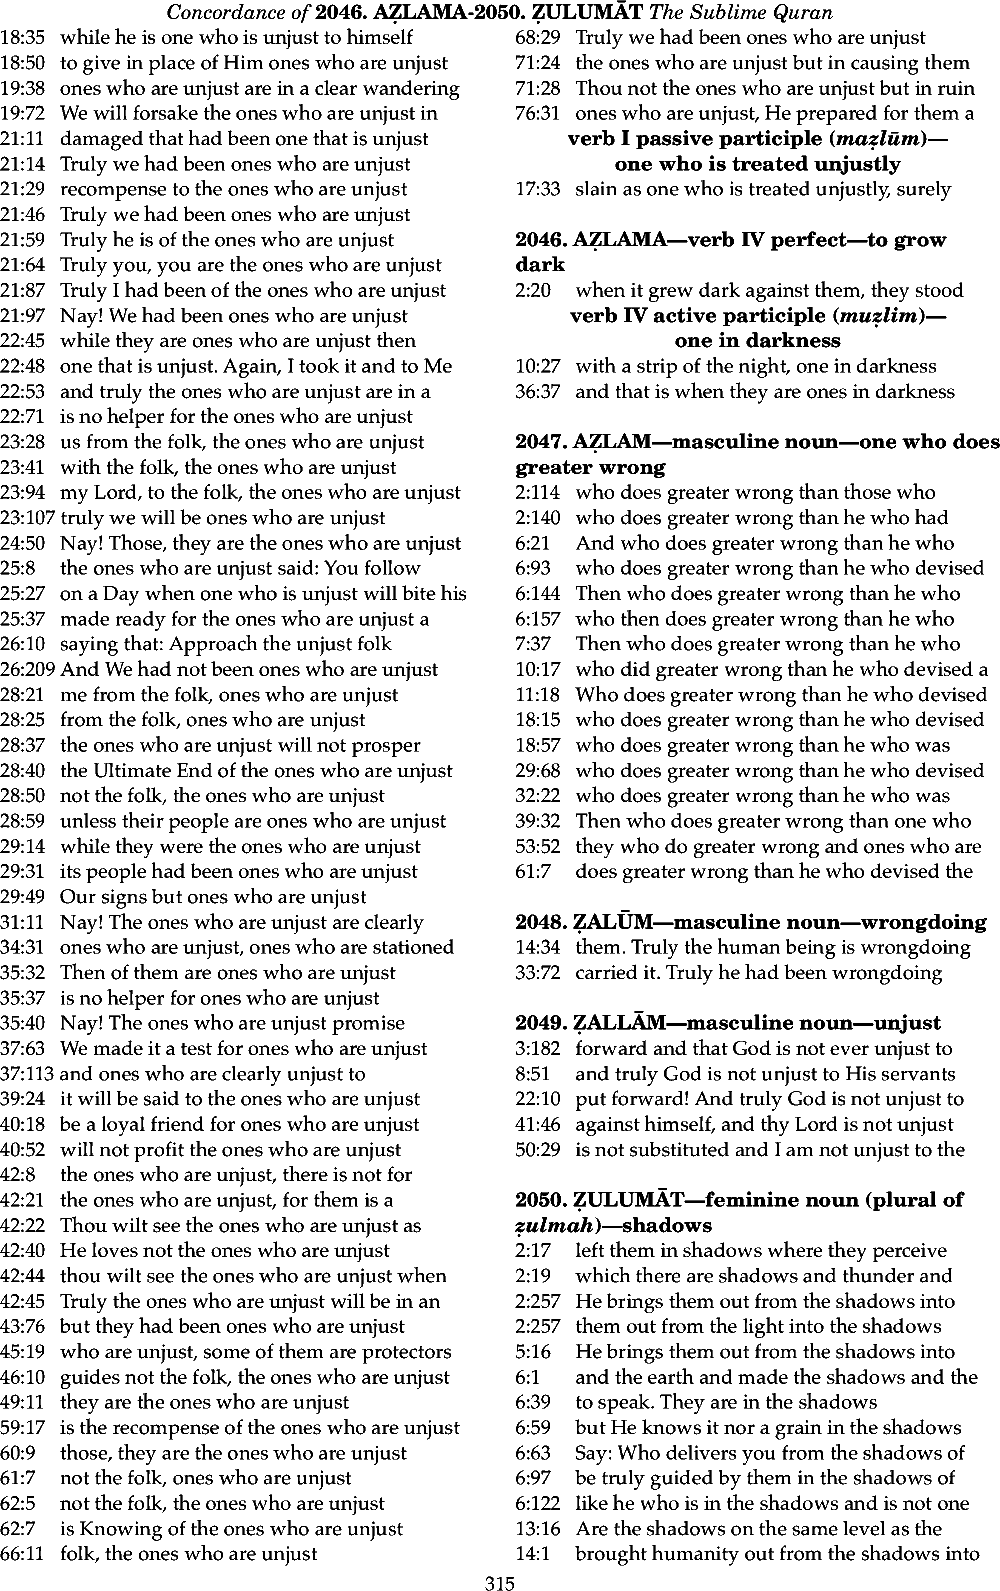 Concordance of 2046. AẒLAMA-2050. ẒULUMĀT The Sublime Quran
18:35 while he is one who is unjust to himself
18:50 to give in place of Him ones who are unjust
19:38 ones who are unjust are in a clear wandering
19:72 We will forsake the ones who are unjust in
21:11 damaged that had been one that is unjust
21:14 Truly we had been ones who are unjust
21:29 recompense to the ones who are unjust
21:46 Truly we had been ones who are unjust
21:59 Truly he is of the ones who are unjust
21:64 Truly you, you are the ones who are unjust
21:87 Truly I had been of the ones who are unjust
21:97 Nay! We had been ones who are unjust
22:45 while they are ones who are unjust then
22:48 one that is unjust. Again, I took it and to Me
22:53 and truly the ones who are unjust are in a
22:71 is no helper for the ones who are unjust
23:28 us from the folk, the ones who are unjust
23:41 with the folk, the ones who are unjust
23:94 my Lord, to the folk, the ones who are unjust
23:107 truly we will be ones who are unjust
24:50 Nay! Those, they are the ones who are unjust
25:8 the ones who are unjust said: You follow
25:27 on a Day when one who is unjust will bite his
25:37 made ready for the ones who are unjust a
26:10 saying that: Approach the unjust folk
26:209 And We had not been ones who are unjust
28:21 me from the folk, ones who are unjust
28:25 from the folk, ones who are unjust
28:37 the ones who are unjust will not prosper
28:40 the Ultimate End of the ones who are unjust
28:50 not the folk, the ones who are unjust
28:59 unless their people are ones who are unjust
29:14 while they were the ones who are unjust
29:31 its people had been ones who are unjust
29:49 Our signs but ones who are unjust
31:11 Nay! The ones who are unjust are clearly
34:31 ones who are unjust, ones who are stationed
35:32 Then of them are ones who are unjust
35:37 is no helper for ones who are unjust
35:40 Nay! The ones who are unjust promise
37:63 We made it a test for ones who are unjust
37:113 and ones who are clearly unjust to
39:24 it will be said to the ones who are unjust
40:18 be a loyal friend for ones who are unjust
40:52 will not profit the ones who are unjust
42:8 the ones who are unjust, there is not for
42:21 the ones who are unjust, for them is a
42:22 Thou wilt see the ones who are unjust as
42:40 He loves not the ones who are unjust
42:44 thou wilt see the ones who are unjust when
42:45 Truly the ones who are unjust will be in an
43:76 but they had been ones who are unjust
45:19 who are unjust, some of them are protectors
46:10 guides not the folk, the ones who are unjust
49:11 they are the ones who are unjust
59:17 is the recompense of the ones who are unjust
60:9 those, they are the ones who are unjust
61:7 not the folk, ones who are unjust
62:5 not the folk, the ones who are unjust
62:7 is Knowing of the ones who are unjust
66:11 folk, the ones who are unjust
68:29 Truly we had been ones who are unjust
71:24 the ones who are unjust but in causing them
71:28 Thou not the ones who are unjust but in ruin
76:31 ones who are unjust, He prepared for them a
verb I passive participle (maẓlūm)—
one who is treated unjustly
17:33 slain as one who is treated unjustly, surely
2046. AẒLAMA—verb IV perfect—to grow
dark
2:20 when it grew dark against them, they stood
verb IV active participle (muẓlim)—
one in darkness
10:27 with a strip of the night, one in darkness
36:37 and that is when they are ones in darkness
2047. AẒLAM—masculine noun—one who does
greater wrong
2:114 who does greater wrong than those who
2:140 who does greater wrong than he who had
6:21 And who does greater wrong than he who
6:93 who does greater wrong than he who devised
6:144 Then who does greater wrong than he who
6:157 who then does greater wrong than he who
7:37 Then who does greater wrong than he who
10:17 who did greater wrong than he who devised a
11:18 Who does greater wrong than he who devised
18:15 who does greater wrong than he who devised
18:57 who does greater wrong than he who was
29:68 who does greater wrong than he who devised
32:22 who does greater wrong than he who was
39:32 Then who does greater wrong than one who
53:52 they who do greater wrong and ones who are
61:7 does greater wrong than he who devised the
2048. ẒALŪM—masculine noun—wrongdoing
14:34 them. Truly the human being is wrongdoing
33:72 carried it. Truly he had been wrongdoing
2049. ẒALLĀM—masculine noun—unjust
3:182 forward and that God is not ever unjust to
8:51 and truly God is not unjust to His servants
22:10 put forward! And truly God is not unjust to
41:46 against himself, and thy Lord is not unjust
50:29 is not substituted and I am not unjust to the
2050. ẒULUMĀT—feminine noun (plural of
ẓulmah)—shadows
2:17 left them in shadows where they perceive
2:19 which there are shadows and thunder and
2:257 He brings them out from the shadows into
2:257 them out from the light into the shadows
5:16 He brings them out from the shadows into
6:1 and the earth and made the shadows and the
6:39 to speak. They are in the shadows
6:59 but He knows it nor a grain in the shadows
6:63 Say: Who delivers you from the shadows of
6:97 be truly guided by them in the shadows of
6:122 like he who is in the shadows and is not one
13:16 Are the shadows on the same level as the
14:1 brought humanity out from the shadows into
315